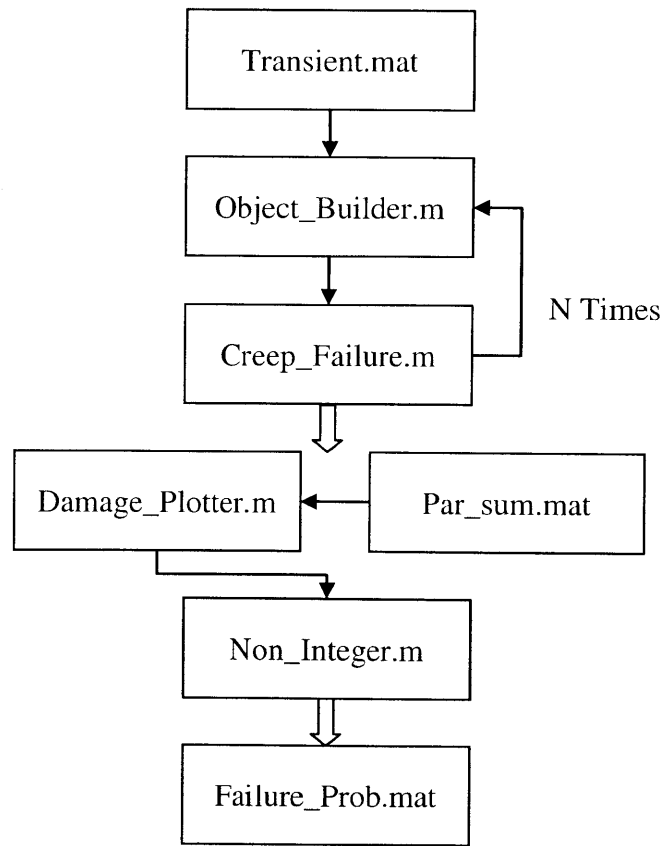 Transient.mat
Object_Builder.m
N Times
Creep_Failure.m
Damage_Plotter.m
Par_sum.mat
Non_Integer.m
Failure_Prob.mat